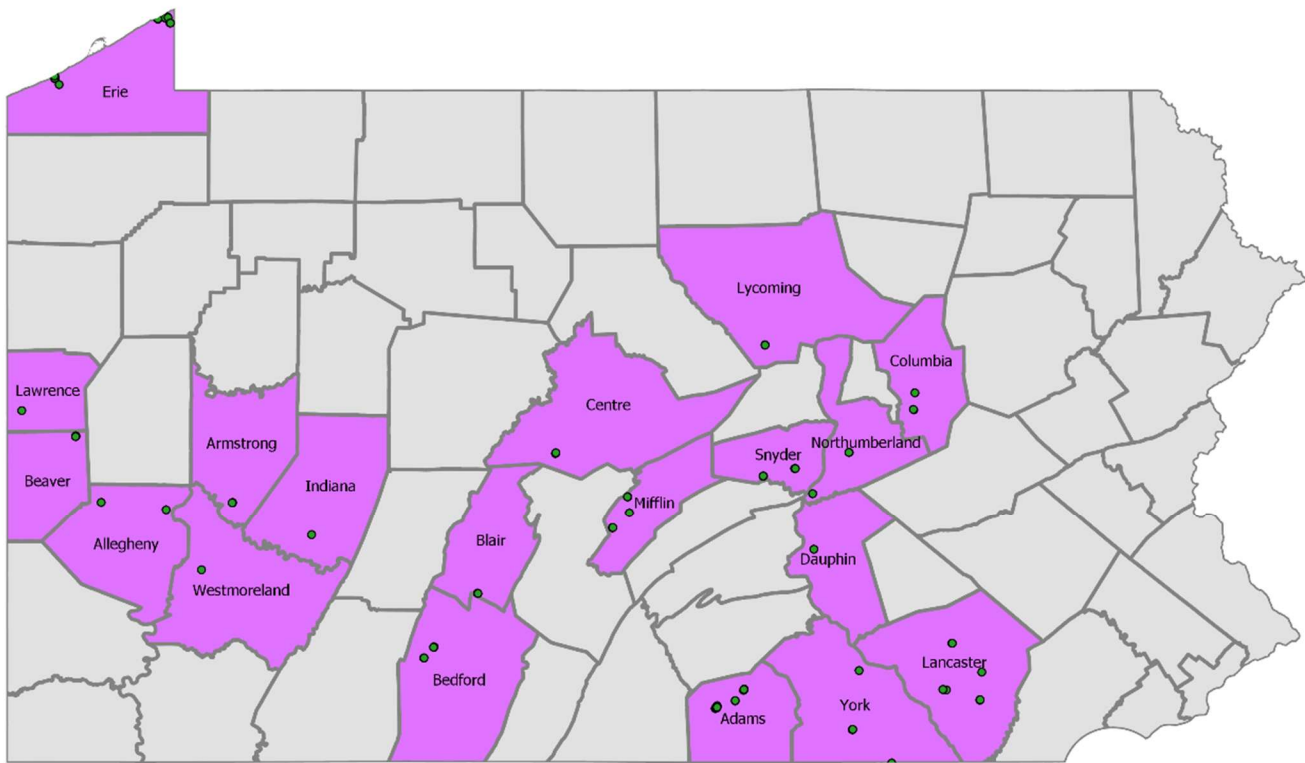 Erie
Lycoming
Columbia
Lawrence
Centre
Armstrong
Northumberland
Snyder
Beaver
Indiana
Mifflin
Allegheny
Blair
Dauphin
Westmoreland
Lancaster
Bedford
York
Adams